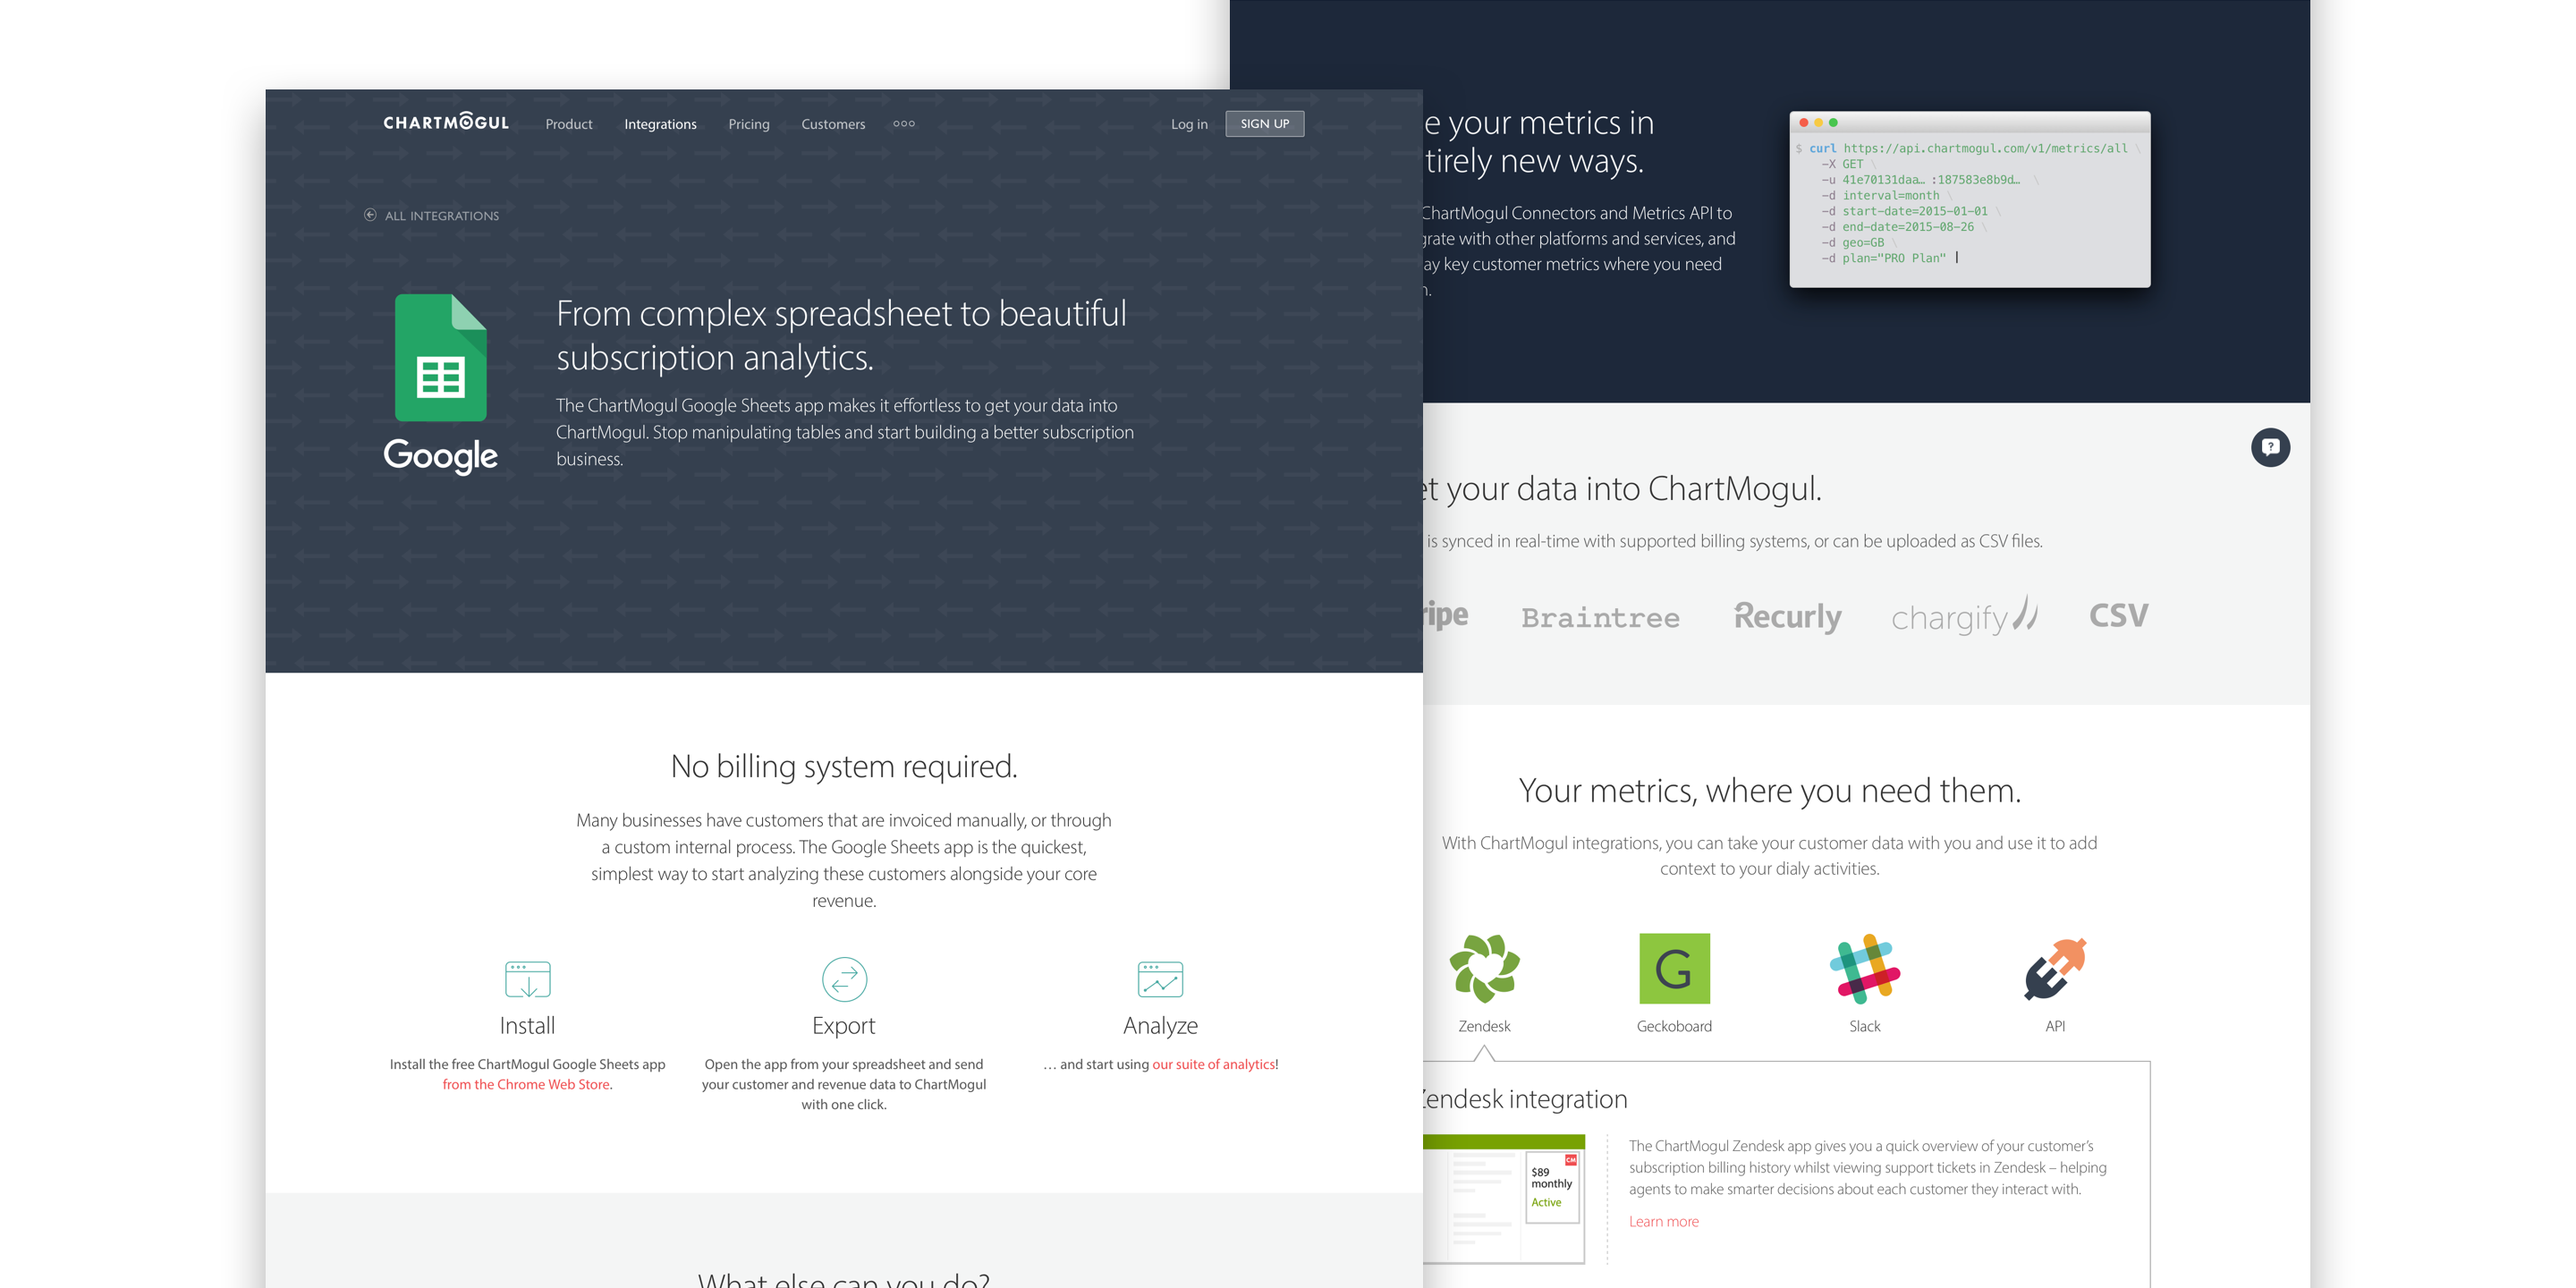 CHARTMOGUL
Product
Integrations
Pricing
Customers
Log in
SIGN UP
ALL INTEGRATIONS
Google
From complex spreadsheet to beautiful
subscription analytics.
The ChartMogul Google Sheets app makes it effortless to get your data into
ChartMogul. Stop manipulating tables and start building a better subscription
business.
No billing system required.
Many businesses have customers that are invoiced manually, or through
a custom internal process. The Google Sheets app is the quickest,
simplest way to start analyzing these customers alongside your core
revenue.
Install
Install the free ChartMogul Google Sheets app
from the Chrome Web Store.
Export
Open the app from your spreadsheet and send
your customer and revenue data to ChartMogul
with one click.
Analyze
… and start using our suite of analytics!
What else can you do?
e your metrics in
tirely new ways.
ChartMogul Connectors and Metrics API to
grate with other platforms and services, and
ay key customer metrics where you need
$ curl https://api.chartmogul.com/v1/metrics/all \
-X GET \
-u 41e70131daa… :187583e8b9d… \
-d interval=month \
-d start-date=2015-01-01 \
-d end-date=2015-08-26 \
-d geo=GB \
-d plan="PRO Plan"
et your data into ChartMogul.
is synced in real-time with supported billing systems, or can be uploaded as CSV files.
ripe
Braintree
Recurly
chargify
CSV
Your metrics, where you need them.
With ChartMogul integrations, you can take your customer data with you and use it to add
context to your dialy activities.
G
Zendesk
Geckoboard
Slack
API
Zendesk integration
CM
$89
monthly
Active
The ChartMogul Zendesk app gives you a quick overview of your customer's
subscription billing history whilst viewing support tickets in Zendesk – helping
agents to make smarter decisions about each customer they interact with.
Learn more